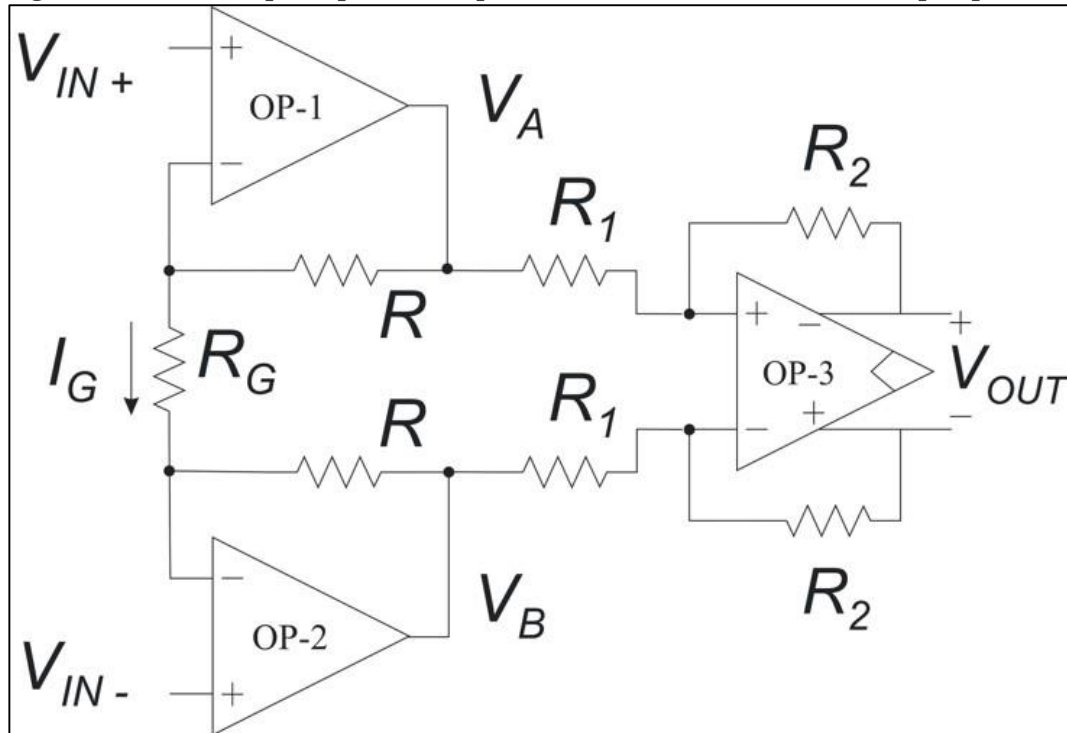 V_IN +
+
OP-1
−
V_A
R_2
R_1
R
+
−
+
I_G
R_G
OP-3
V_OUT
R
R_1
−
+
−
−
V_B
R_2
OP-2
V_IN -
+